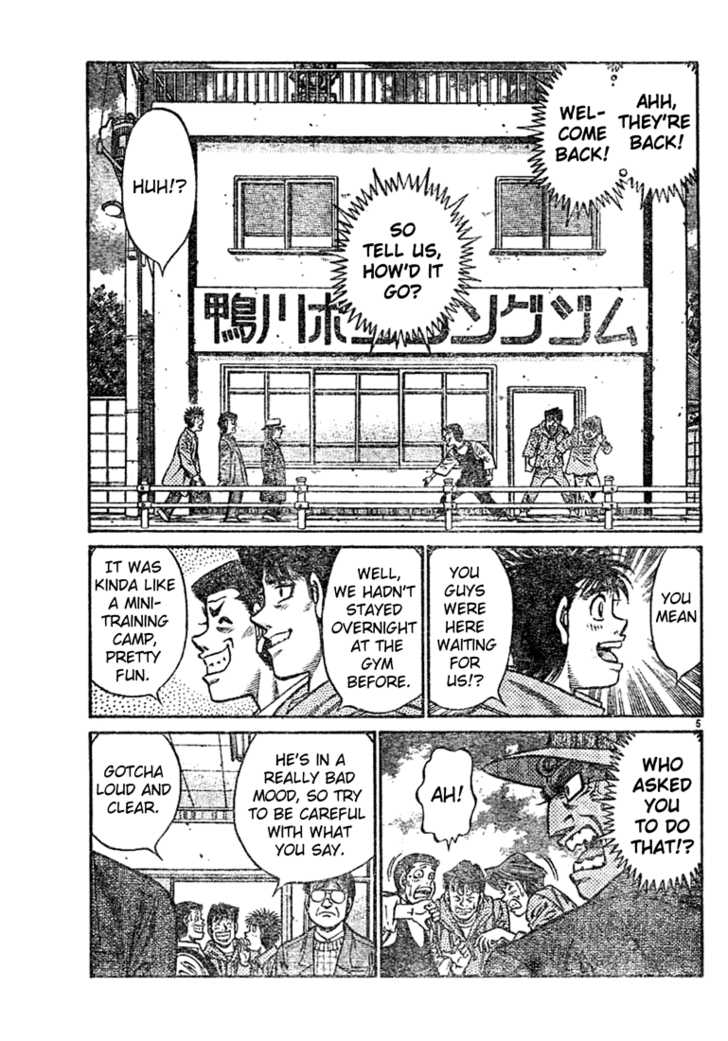 AHH,
THEY'RE
BACK!
WEL-
COME
BACK!
SO
TELL US,
HOW'D IT
GO?
HUH!?
鴨川ボクシングジム
YOU
MEAN
YOU
GUYS
WERE
HERE
WAITING
FOR
US!?
WELL,
WE HADN'T
STAYED
OVERNIGHT
AT THE
GYM
BEFORE.
IT WAS
KINDA LIKE
A MINI-
TRAINING
CAMP,
PRETTY
FUN.
5
WHO
ASKED
YOU
TO DO
THAT!?
AH!
HE'S IN A
REALLY BAD
MOOD, SO TRY
TO BE CAREFUL
WITH WHAT
YOU SAY.
GOTCHA
LOUD AND
CLEAR.